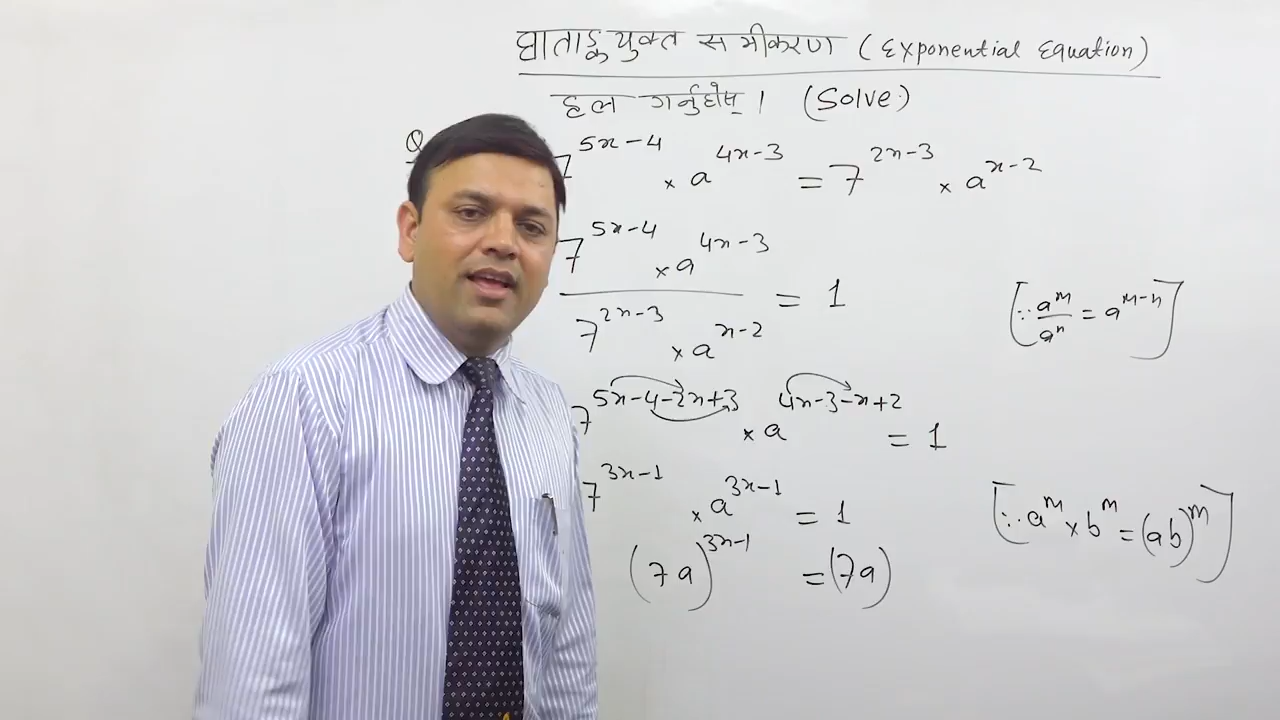 घाताङ्कयुक्त समीकरण (Exponential Equation)
हल गर्नुहोस् । (Solve)
Q
7^{5x-4} × a^{4x-3} = 7^{2x-3} × a^{x-2}
\frac{7^{5x-4} × a^{4x-3}}{7^{2x-3} × a^{x-2}} = 1 [∵ \frac{a^m}{a^n} = a^{m-n}]
7^{5x-4-2x+3} × a^{4x-3-x+2} = 1
7^{3x-1} × a^{3x-1} = 1 [∵ a^m × b^m = (ab)^m]
(7a)^{3x-1} = (7a)